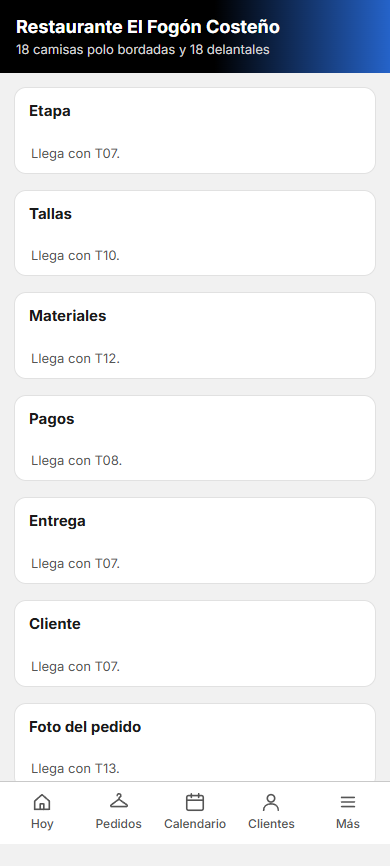 Restaurante El Fogón Costeño
18 camisas polo bordadas y 18 delantales
Etapa
Llega con T07.
Tallas
Llega con T10.
Materiales
Llega con T12.
Pagos
Llega con T08.
Entrega
Llega con T07.
Cliente
Llega con T07.
Foto del pedido
Llega con T13.
Hoy Pedidos Calendario Clientes Más